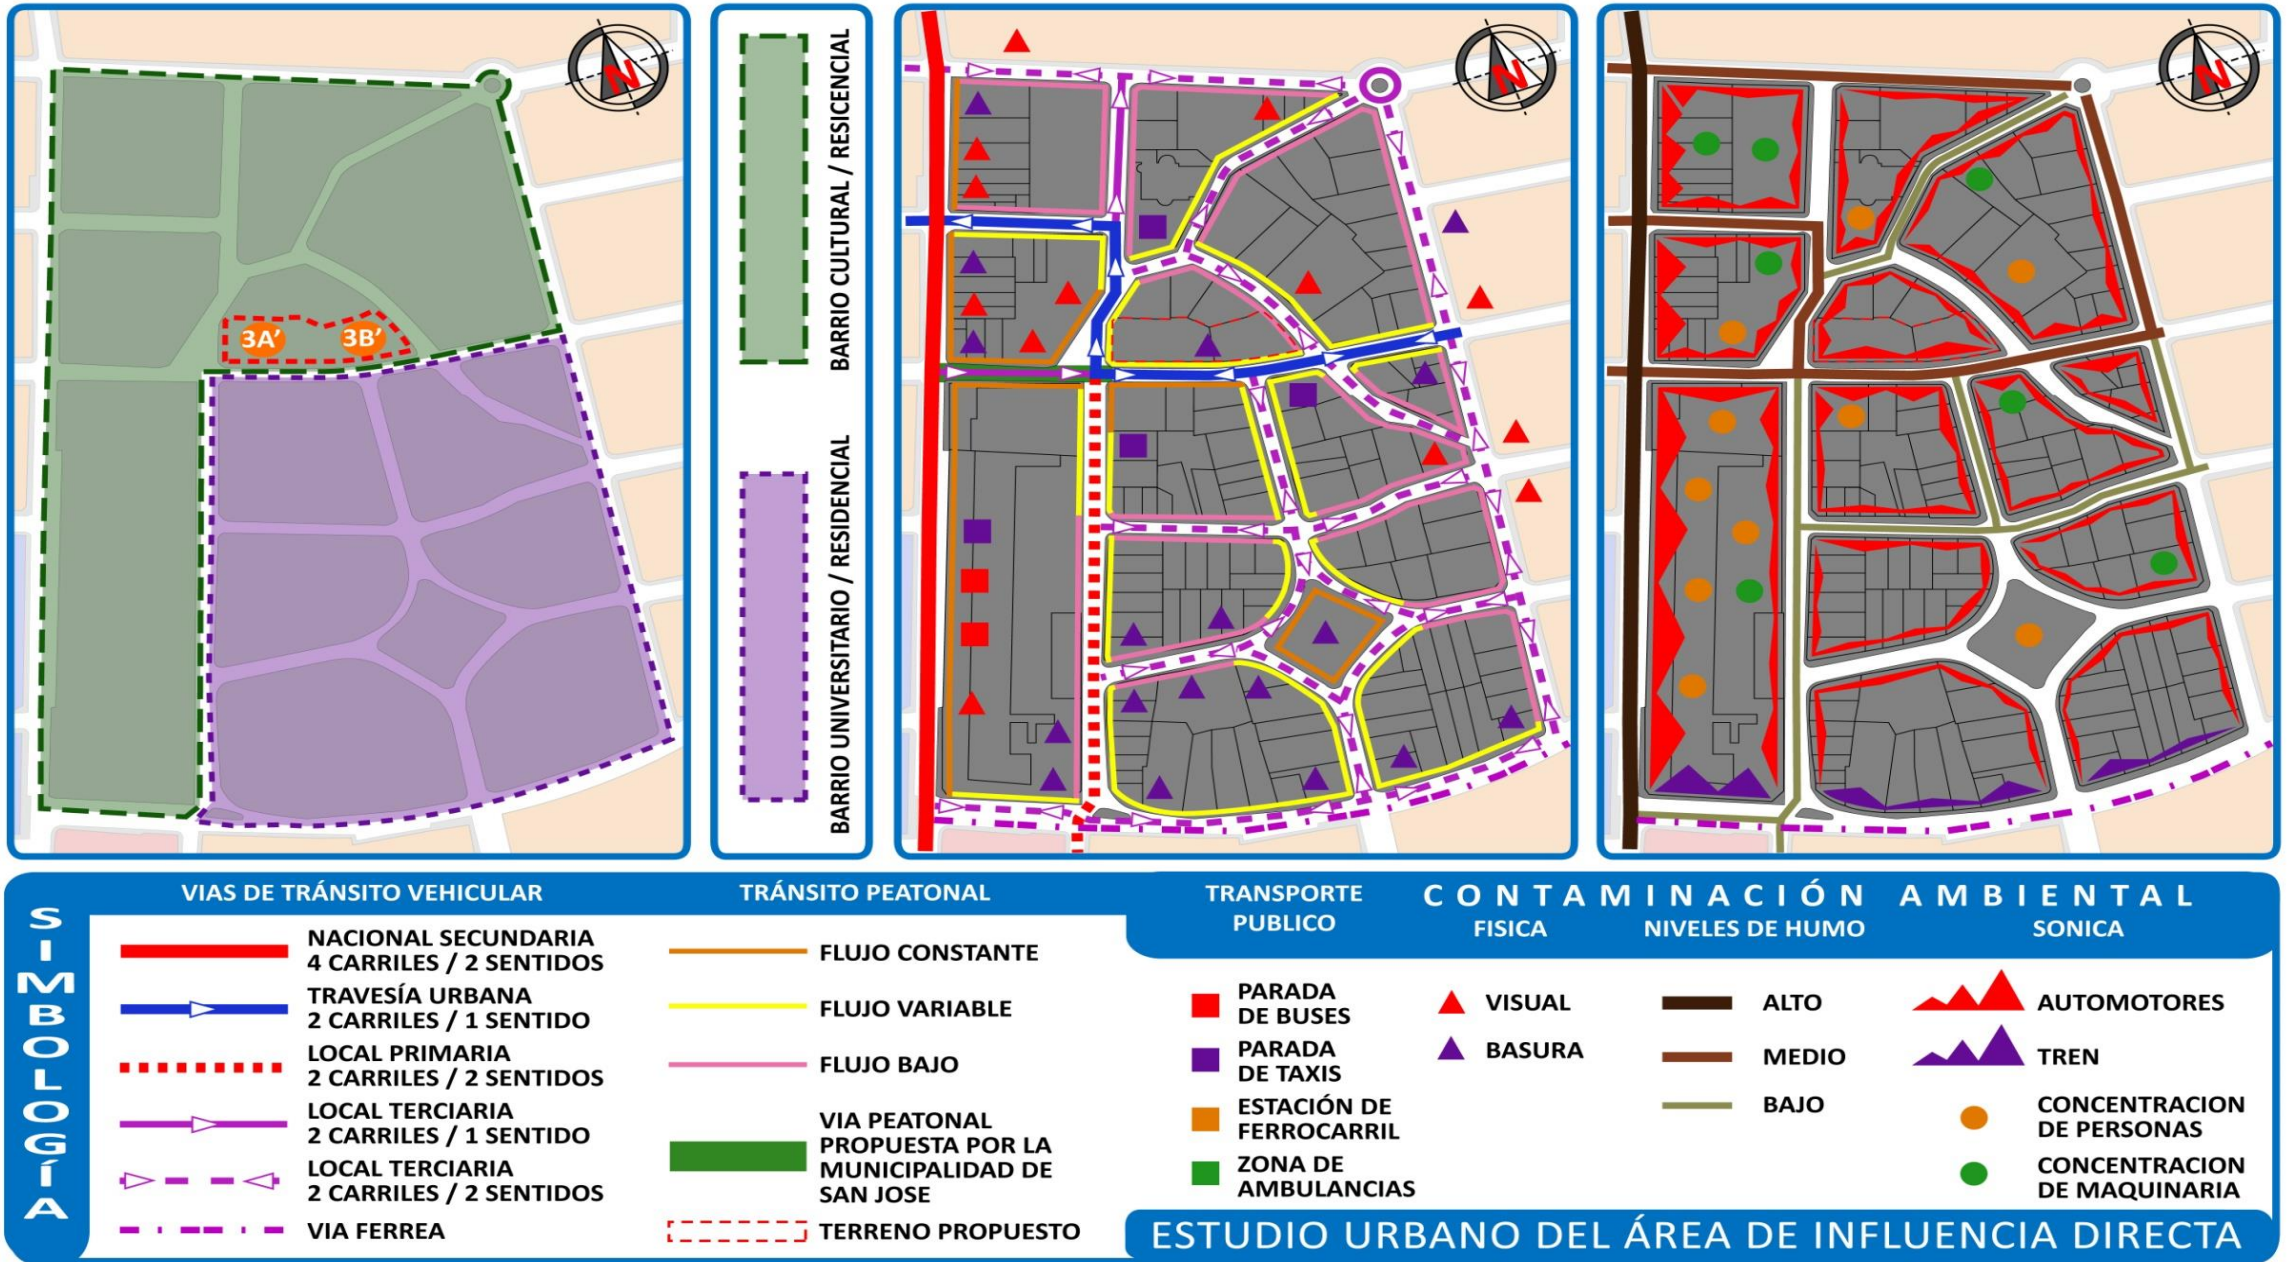 N
3A'
3B'
BARRIO CULTURAL / RESICENCIAL
BARRIO UNIVERSITARIO / RESIDENCIAL
N
N
SIMBOLOGÍA
VIAS DE TRÁNSITO VEHICULAR
NACIONAL SECUNDARIA
4 CARRILES / 2 SENTIDOS
TRAVESÍA URBANA
2 CARRILES / 1 SENTIDO
LOCAL PRIMARIA
2 CARRILES / 2 SENTIDOS
LOCAL TERCIARIA
2 CARRILES / 1 SENTIDO
LOCAL TERCIARIA
2 CARRILES / 2 SENTIDOS
VIA FERREA
TRÁNSITO PEATONAL
FLUJO CONSTANTE
FLUJO VARIABLE
FLUJO BAJO
VIA PEATONAL
PROPUESTA POR LA
MUNICIPALIDAD DE
SAN JOSE
TERRENO PROPUESTO
TRANSPORTE
PUBLICO
PARADA
DE BUSES
PARADA
DE TAXIS
ESTACIÓN DE
FERROCARRIL
ZONA DE
AMBULANCIAS
CONTAMINACIÓN AMBIENTAL
FISICA
VISUAL
BASURA
NIVELES DE HUMO
ALTO
MEDIO
BAJO
SONICA
AUTOMOTORES
TREN
CONCENTRACION
DE PERSONAS
CONCENTRACION
DE MAQUINARIA
ESTUDIO URBANO DEL ÁREA DE INFLUENCIA DIRECTA